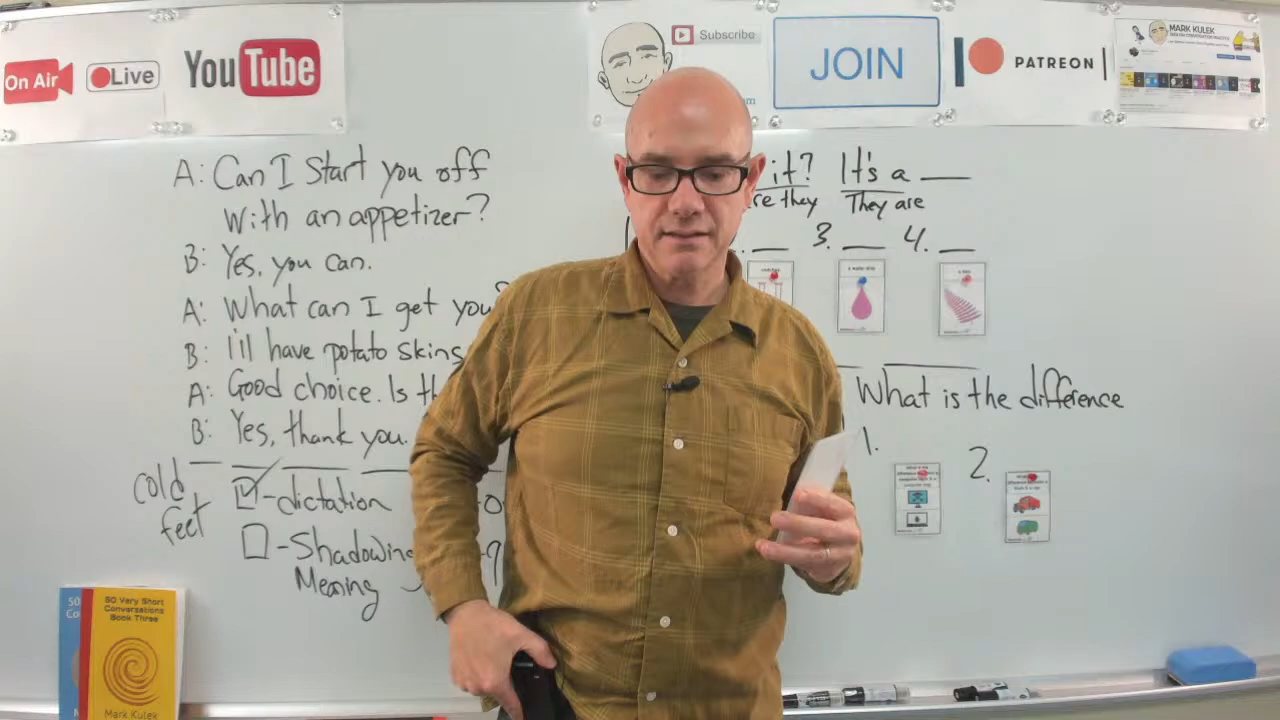 On Air
Live
YouTube
Subscribe
JOIN
PATREON
MARK KULEK
A: Can I Start you off
With an appetizer?
B: Yes, you can.
A: What can I get you?
B: I'll have potato skins
A: Good choice. Is th
B: Yes, thank you.
cold
feet
-dictation
-Shadowing
Meaning
it? It's a
re they They are
3. 4.
What is the difference
1. 2.
50 Very Short
Conversations
Book Three
Mark Kulek
50
Co